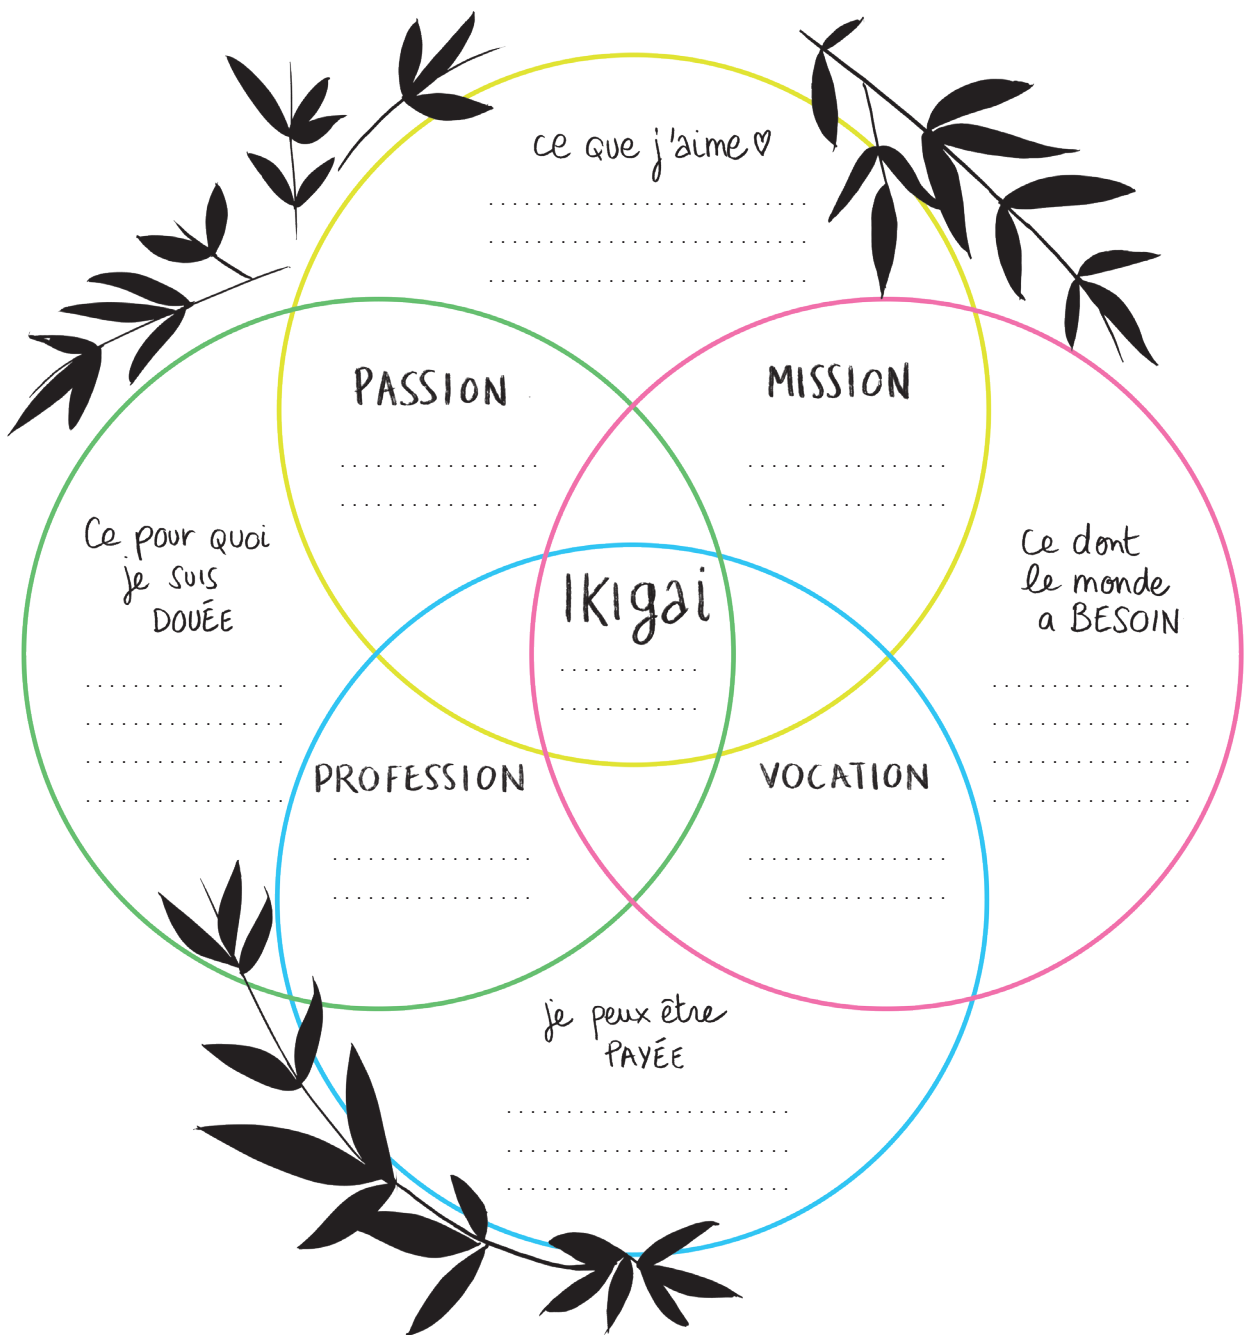 ce que j'aime
PASSION
MISSION
Ce pour quoi
je suis
DOUÉE
ce dont
le monde
a BESOIN
IKIgai
PROFESSION
VOCATION
je peux être
PAYÉE